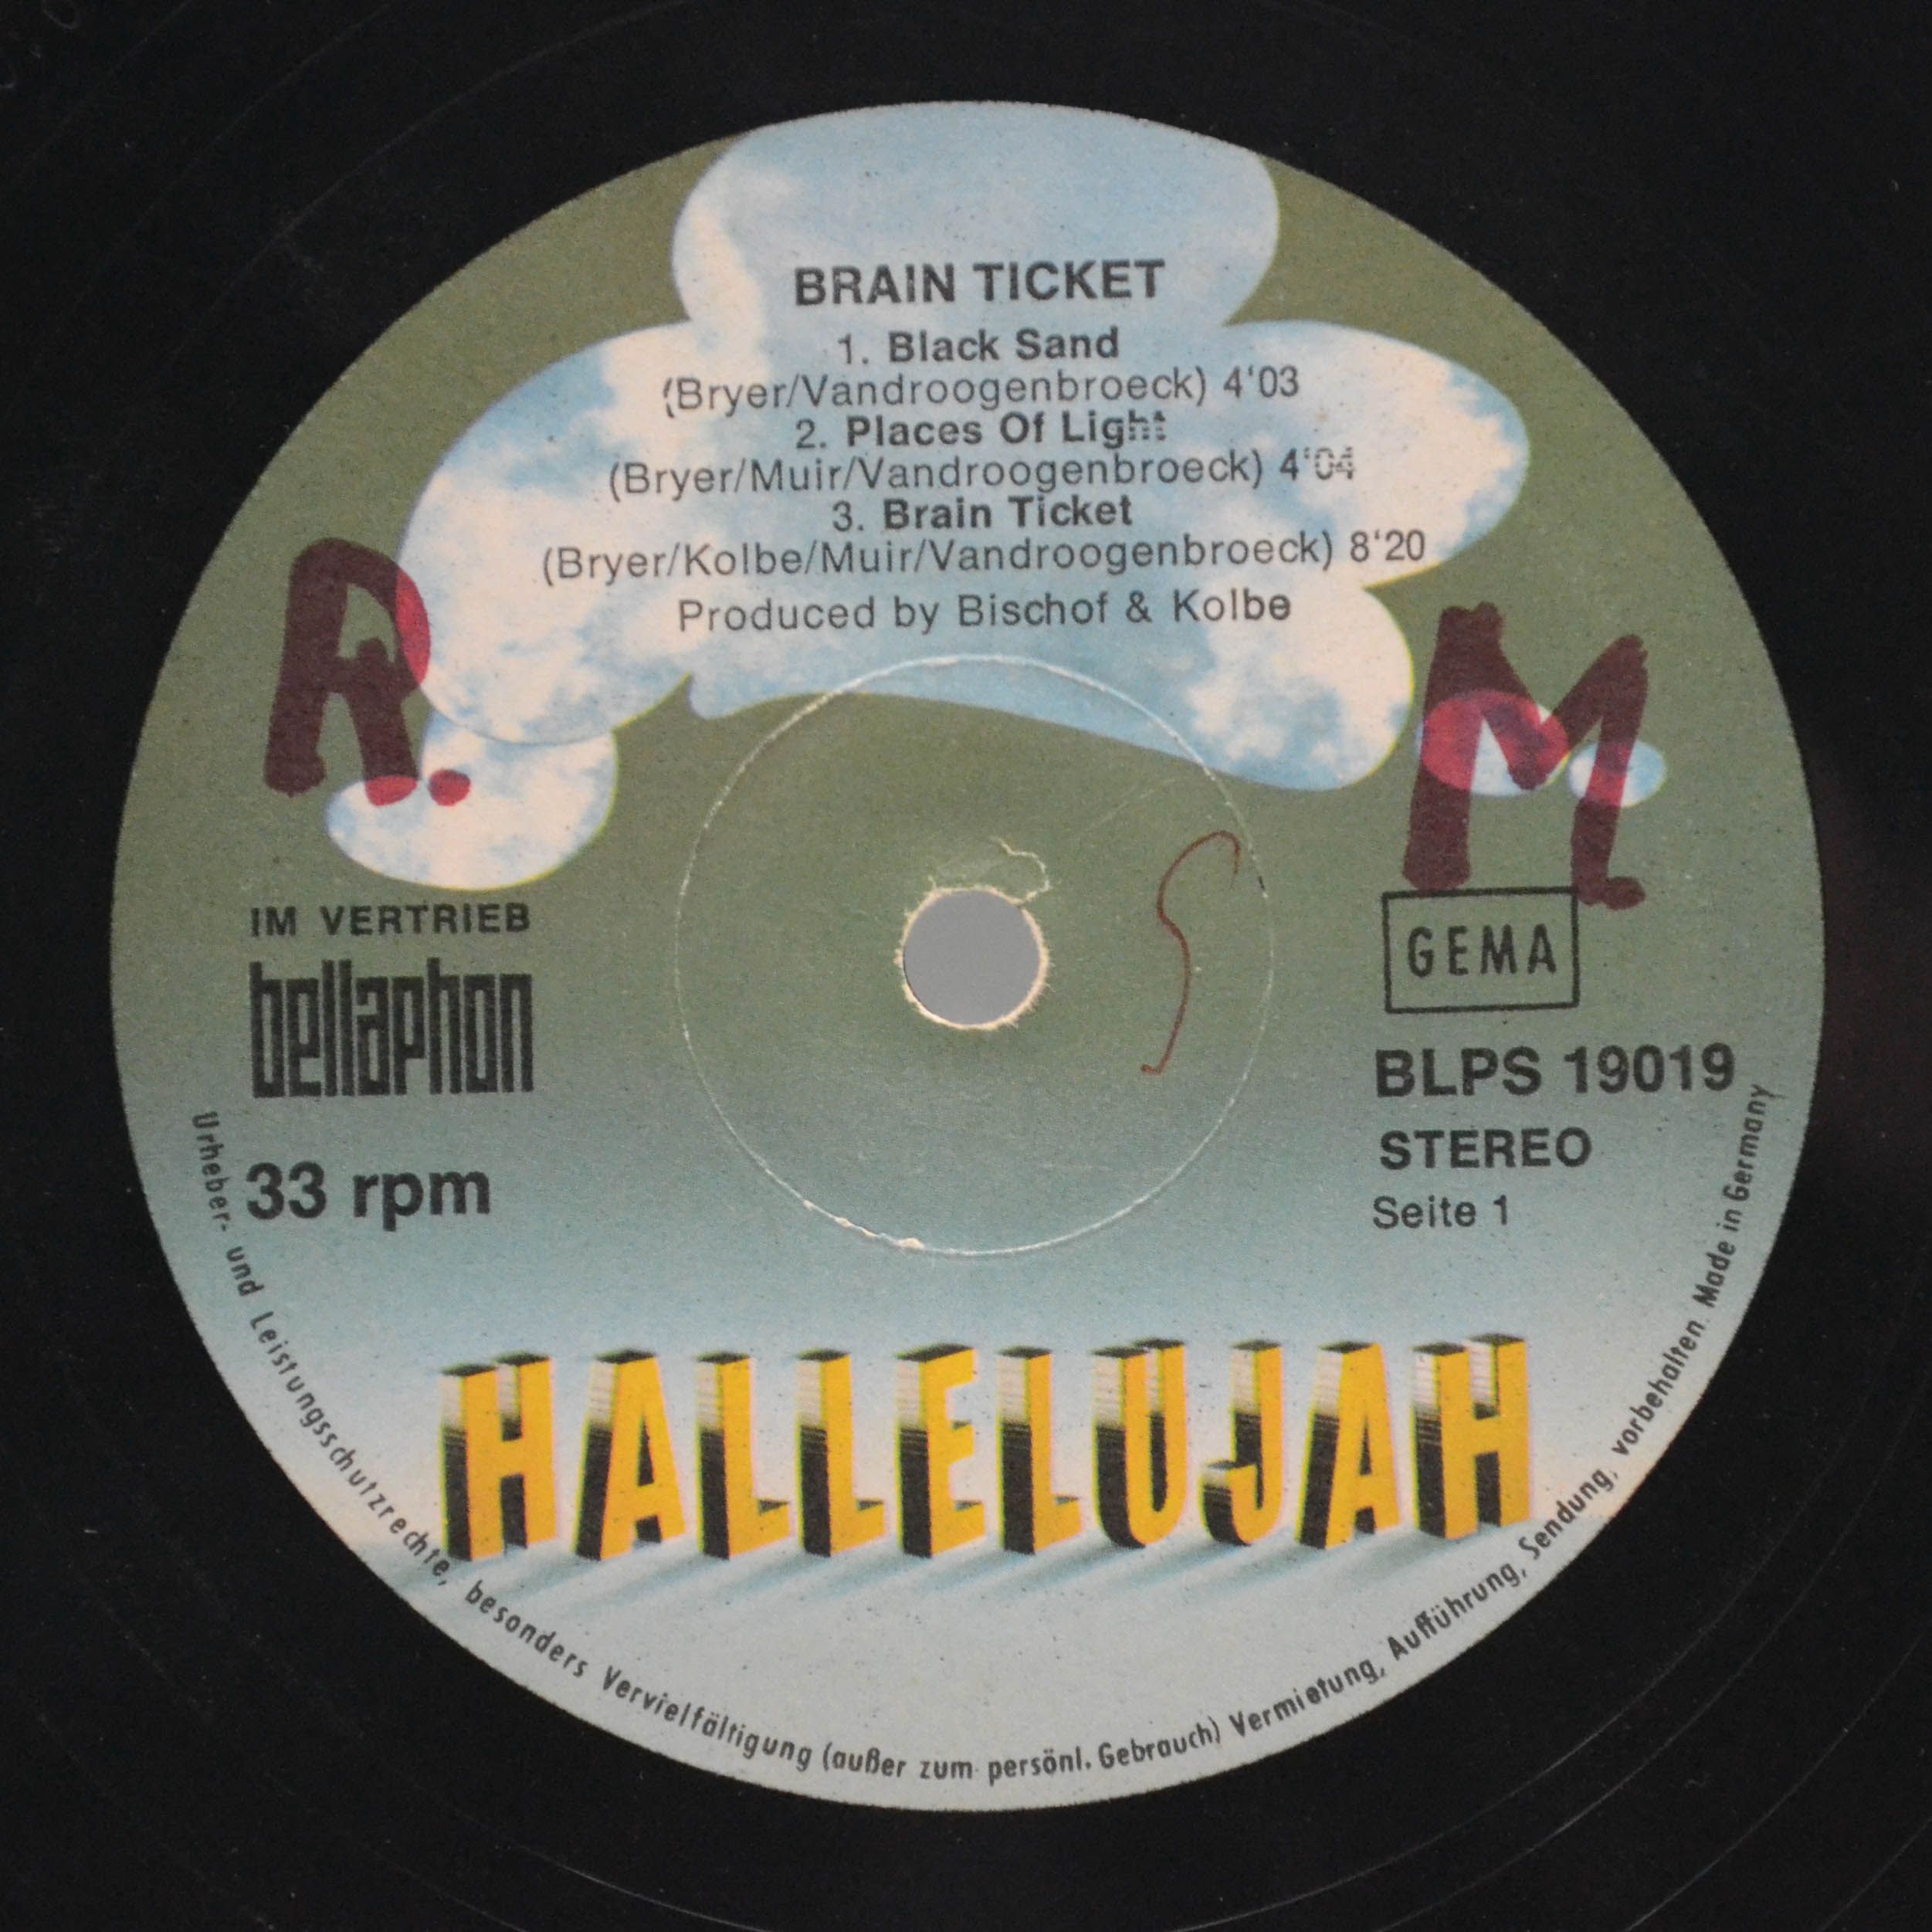 BRAIN TICKET
1. Black Sand
(Bryer/Vandroogenbroeck) 4'03
2. Places Of Light
(Bryer/Muir/Vandroogenbroeck) 4'04
3. Brain Ticket
(Bryer/Kolbe/Muir/Vandroogenbroeck) 8'20
Produced by Bischof & Kolbe
R. M
IM VERTRIEB
bellaphon
33 rpm
GEMA
BLPS 19019
STEREO
Seite 1
HALLELUJAH
Urheber- und Leistungsschutzrechte, besonders Vervielfältigung (außer zum persönl. Gebrauch) Vermietung, Aufführung, Sendung, vorbehalten. Made in Germany